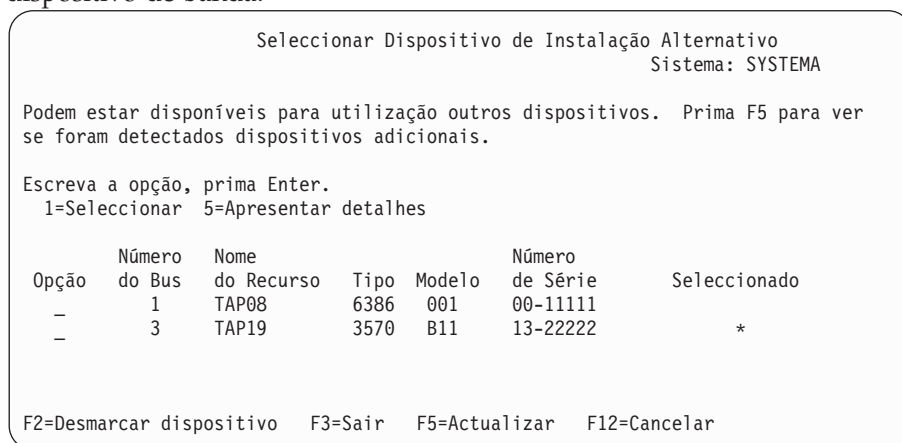 dispositivo de banda.
Seleccionar Dispositivo de Instalação Alternativo
Sistema: SYSTEMA
Podem estar disponíveis para utilização outros dispositivos. Prima F5 para ver
se foram detectados dispositivos adicionais.
Escreva a opção, prima Enter.
1=Seleccionar 5=Apresentar detalhes
Número Nome Número
Opção do Bus do Recurso Tipo Modelo de Série Seleccionado
_ 1 TAP08 6386 001 00-11111
_ 3 TAP19 3570 B11 13-22222 *
F2=Desmarcar dispositivo F3=Sair F5=Actualizar F12=Cancelar